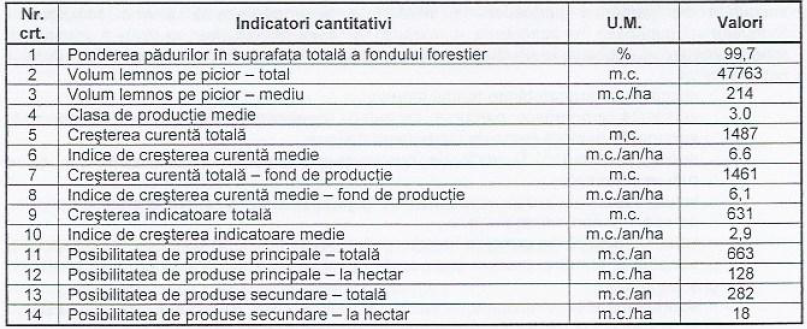 Nr. crt. Indicatori cantitativi U.M. Valori
1 Ponderea pădurilor în suprafața totală a fondului forestier % 99,7
2 Volum lemnos pe picior – total m.c. 47763
3 Volum lemnos pe picior – mediu m.c./ha 214
4 Clasa de producție medie 3.0
5 Creşterea curentă totală m,c. 1487
6 Indice de creşterea curentă medie m.c./an/ha 6.6
7 Creşterea curentă totală – fond de producție m.c. 1461
8 Indice de creşterea curentă medie – fond de producție m.c./an/ha 6,1
9 Creşterea indicatoare totală m.c. 631
10 Indice de creşterea indicatoare medie m.c./an/ha 2,9
11 Posibilitatea de produse principale – totală m.c./an 663
12 Posibilitatea de produse principale – la hectar m.c./ha 128
13 Posibilitatea de produse secundare – totală m.c./an 282
14 Posibilitatea de produse secundare – la hectar m.c./ha 18